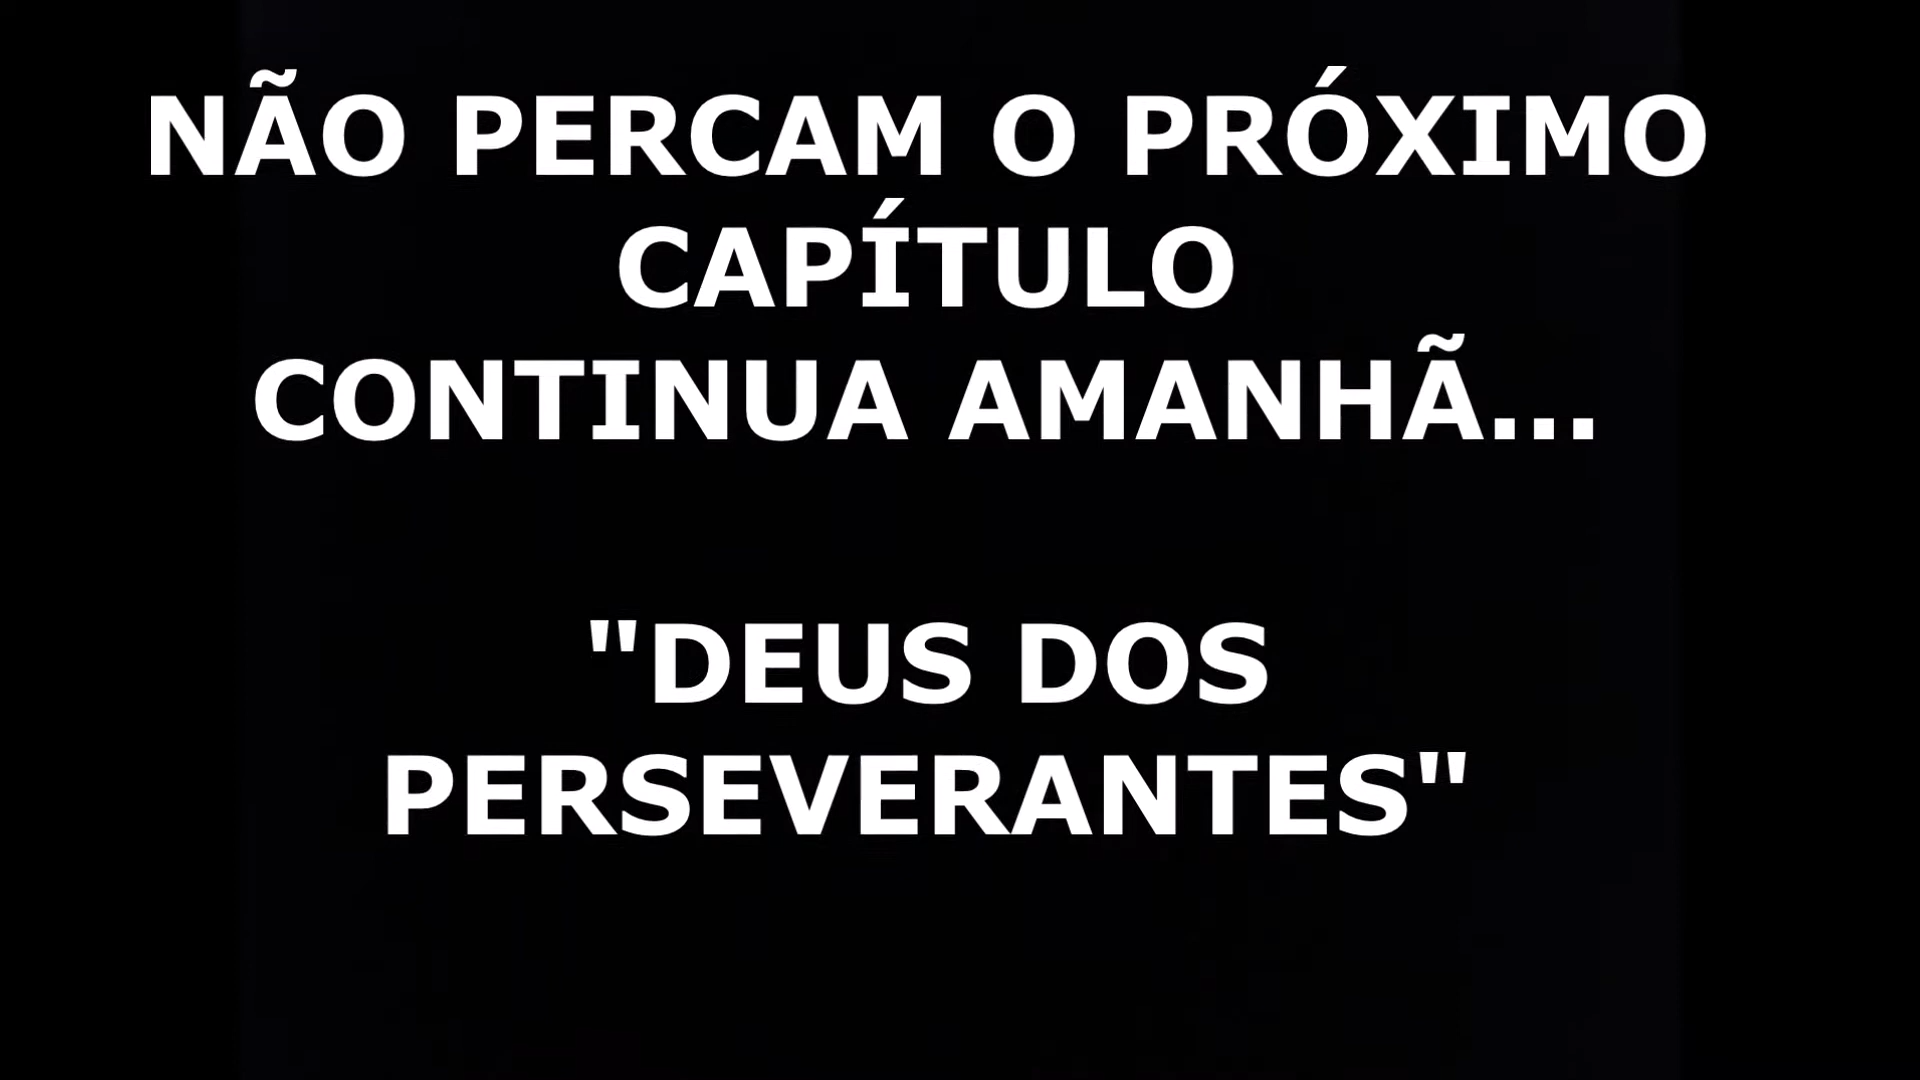 NÃO PERCAM O PRÓXIMO
CAPÍTULO
CONTINUA AMANHÃ...
"DEUS DOS
PERSEVERANTES"